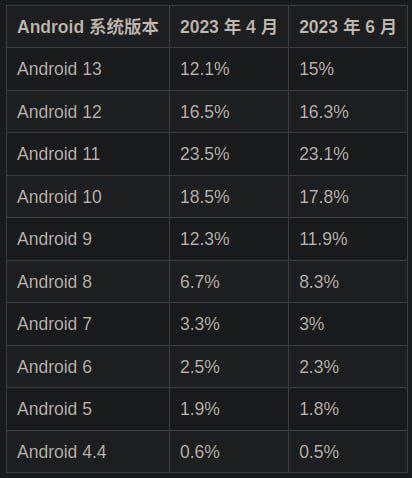 Android 系统版本 2023 年 4 月 2023 年 6 月
Android 13 12.1% 15%
Android 12 16.5% 16.3%
Android 11 23.5% 23.1%
Android 10 18.5% 17.8%
Android 9 12.3% 11.9%
Android 8 6.7% 8.3%
Android 7 3.3% 3%
Android 6 2.5% 2.3%
Android 5 1.9% 1.8%
Android 4.4 0.6% 0.5%